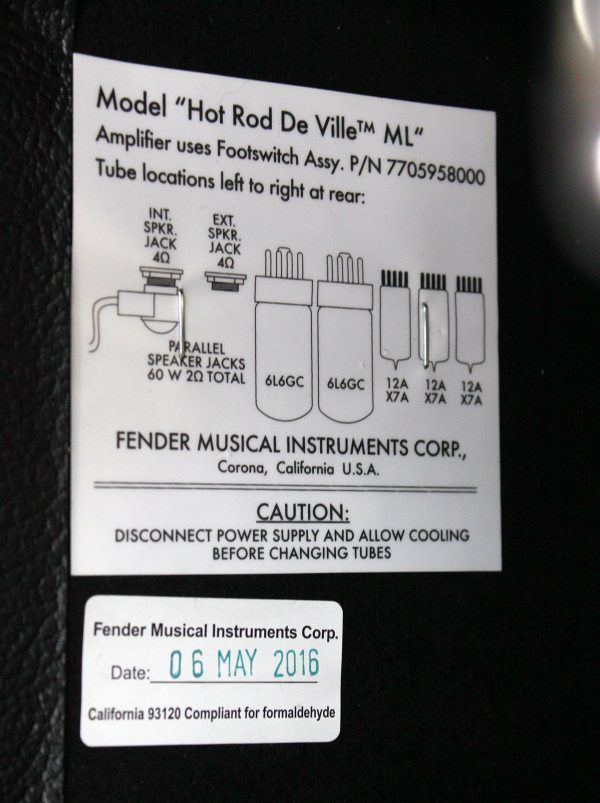 Model "Hot Rod De Ville™ ML"
Amplifier uses Footswitch Assy. P/N 7705958000
Tube locations left to right at rear:
INT.
SPKR.
JACK
4Ω
EXT.
SPKR.
JACK
4Ω
PARALLEL
SPEAKER JACKS
60 W 2Ω TOTAL
6L6GC
6L6GC
12A
X7A
12A
X7A
12A
X7A
FENDER MUSICAL INSTRUMENTS CORP.,
Corona, California U.S.A.
CAUTION:
DISCONNECT POWER SUPPLY AND ALLOW COOLING
BEFORE CHANGING TUBES
Fender Musical Instruments Corp.
Date: 06 MAY 2016
California 93120 Compliant for formaldehyde